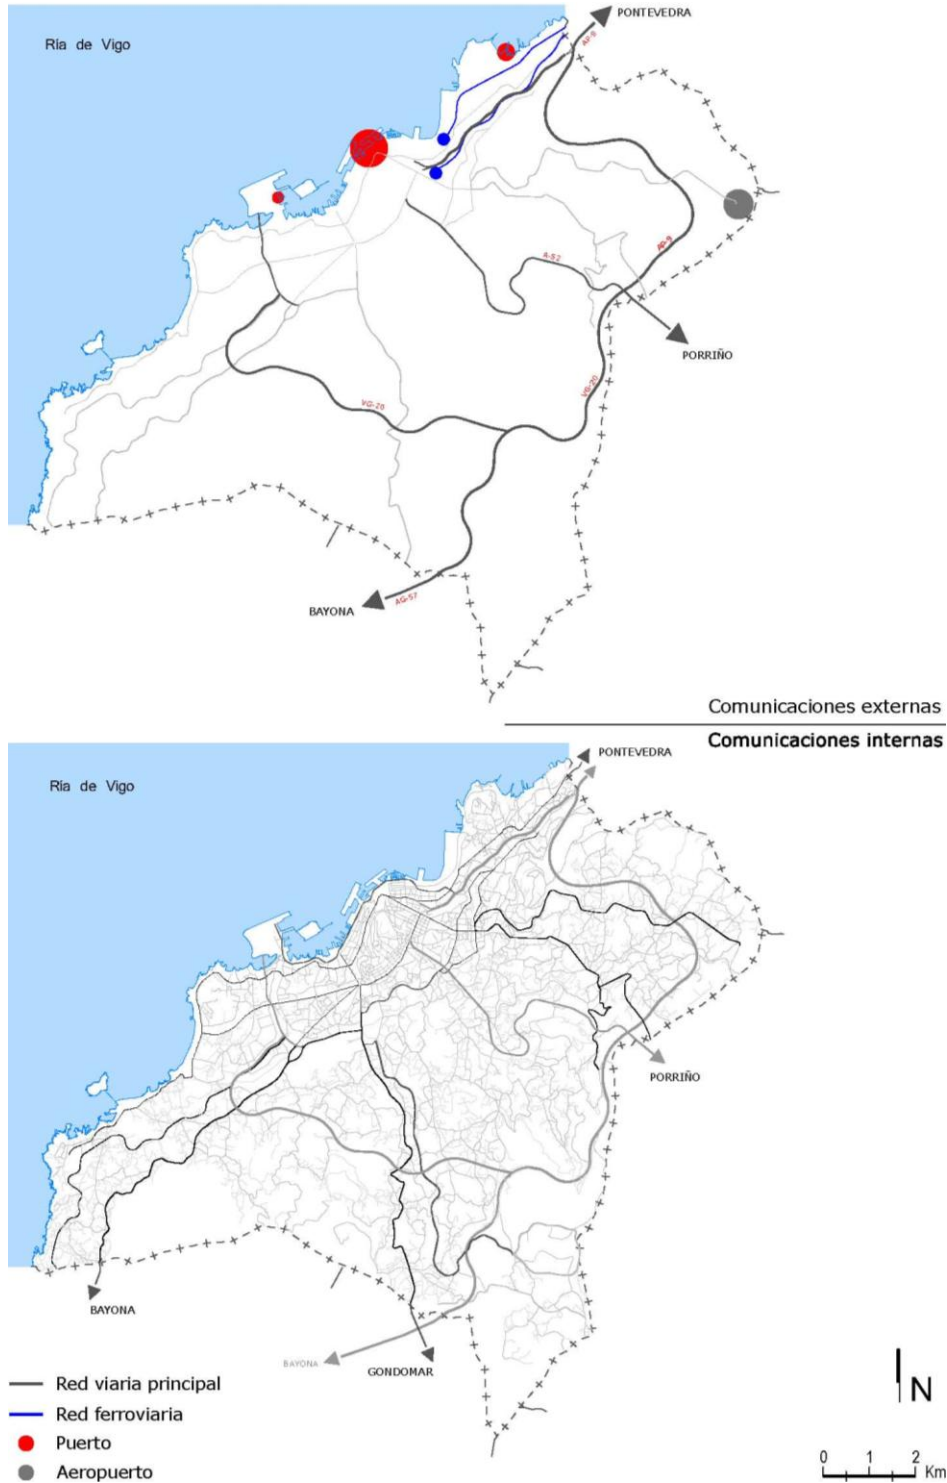 PONTEVEDRA
Ría de Vigo
AP-9
AP-9
A-52
PORRIÑO
VG-20
VG-20
AG-57
BAYONA
Comunicaciones externas
Comunicaciones internas
PONTEVEDRA
Ría de Vigo
PORRIÑO
BAYONA
BAYONA
GONDOMAR
Red viaria principal
Red ferroviaria
Puerto
Aeropuerto
N
0 1 2
Km